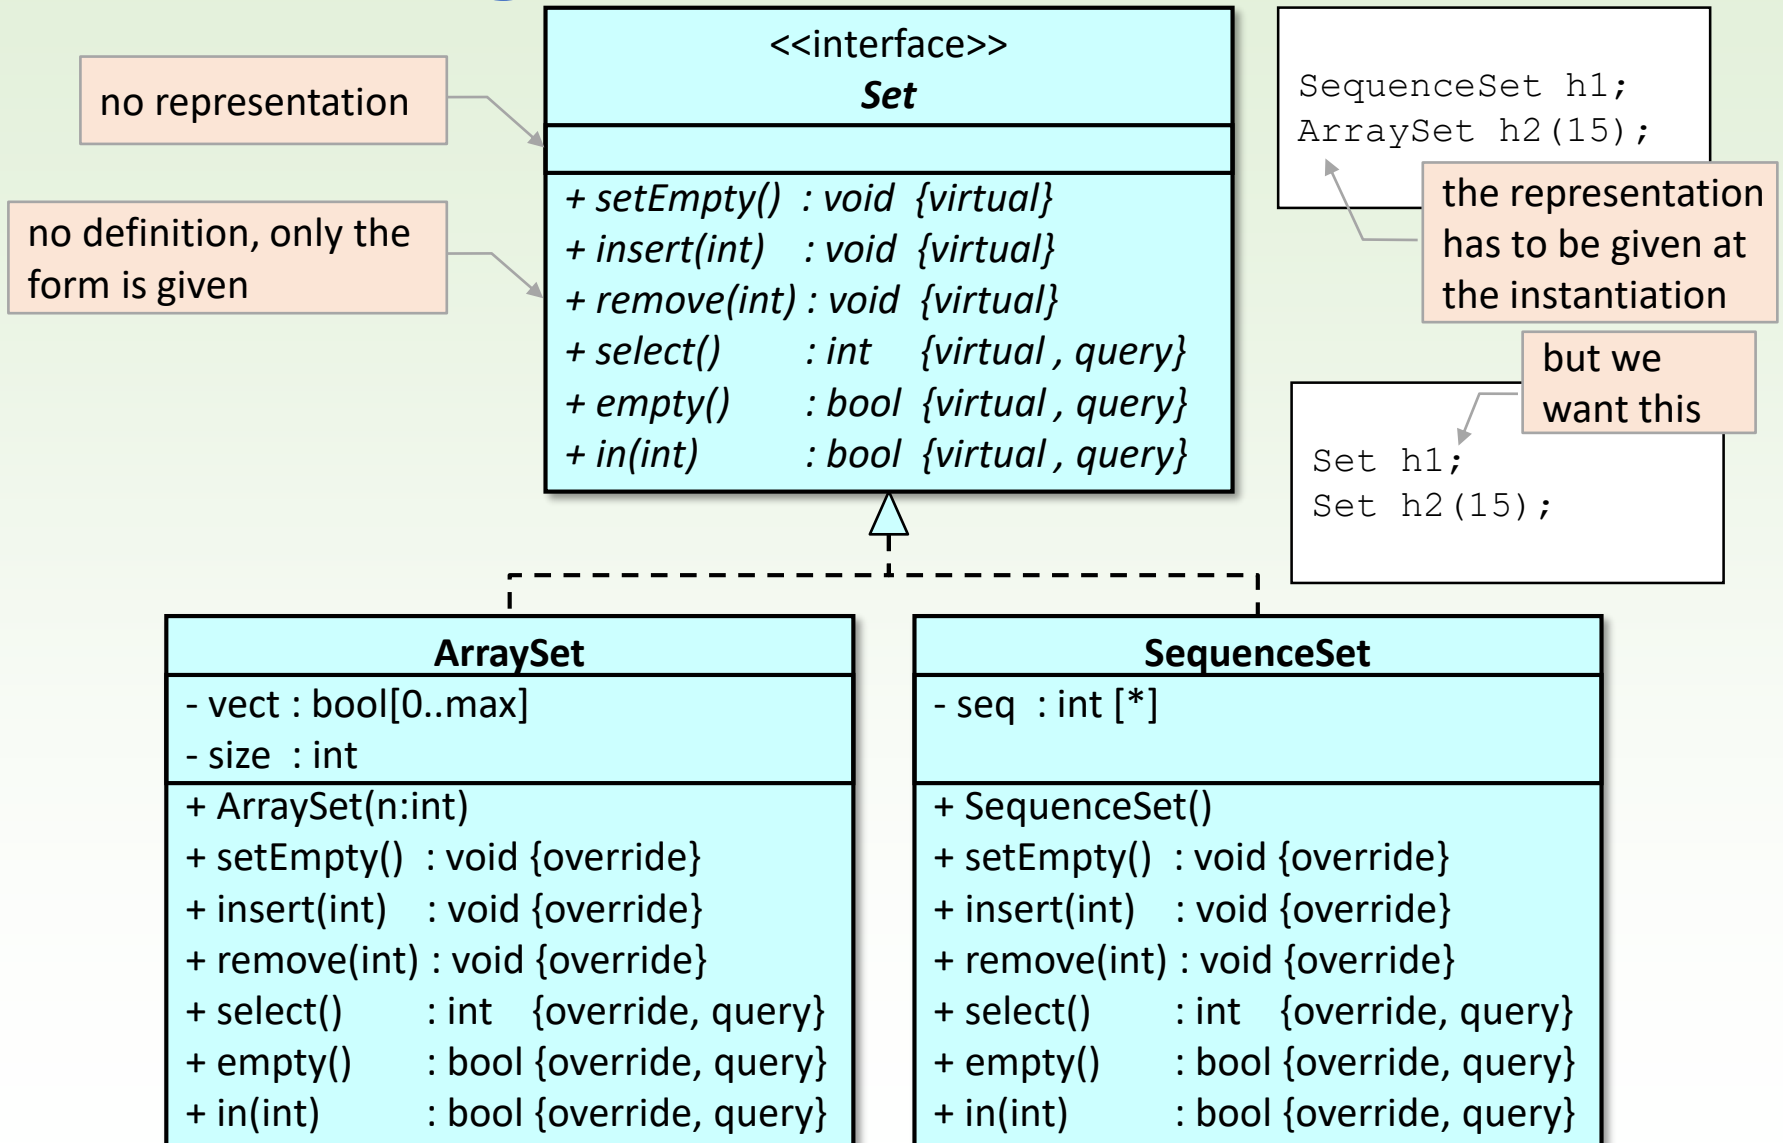 <<interface>>
Set
no representation
no definition, only the
form is given
+ setEmpty() : void {virtual}
+ insert(int) : void {virtual}
+ remove(int) : void {virtual}
+ select() : int {virtual , query}
+ empty() : bool {virtual , query}
+ in(int) : bool {virtual , query}
SequenceSet h1;
ArraySet h2(15);
the representation
has to be given at
the instantiation
but we
want this
Set h1;
Set h2(15);
ArraySet
- vect : bool[0..max]
- size : int
+ ArraySet(n:int)
+ setEmpty() : void {override}
+ insert(int) : void {override}
+ remove(int) : void {override}
+ select() : int {override, query}
+ empty() : bool {override, query}
+ in(int) : bool {override, query}
SequenceSet
- seq : int [*]
+ SequenceSet()
+ setEmpty() : void {override}
+ insert(int) : void {override}
+ remove(int) : void {override}
+ select() : int {override, query}
+ empty() : bool {override, query}
+ in(int) : bool {override, query}